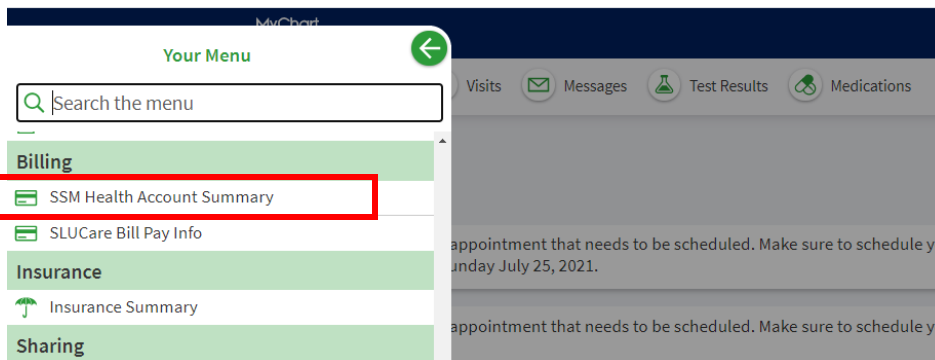 MyChart
Your Menu
Search the menu
Visits
Messages
Test Results
Medications
Billing
SSM Health Account Summary
SLUCare Bill Pay Info
Insurance
Insurance Summary
Sharing
appointment that needs to be scheduled. Make sure to schedule y
unday July 25, 2021.
appointment that needs to be scheduled. Make sure to schedule y